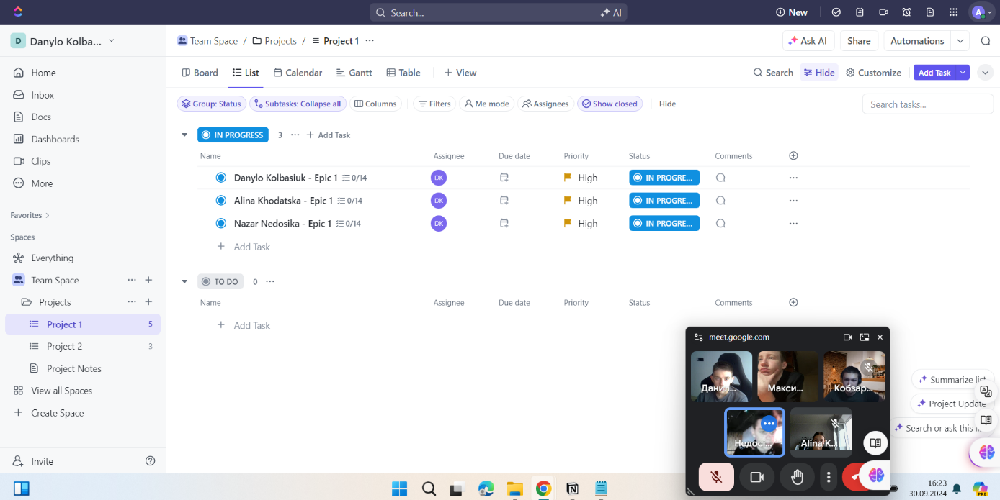 Search...
AI
New
A
D
Danylo Kolba...
Team Space / Projects / Project 1 ...
Ask AI
Share
Automations
Home
Inbox
Docs
Dashboards
Clips
More
Favorites
Spaces
Everything
Team Space
Projects
Project 1 5
Project 2 3
Project Notes
View all Spaces
Create Space
Invite
Board
List
Calendar
Gantt
Table
+ View
Search
Hide
Customize
Add Task
Group: Status
Subtasks: Collapse all
Columns
Filters
Me mode
Assignees
Show closed
Hide
Search tasks...
IN PROGRESS 3 ... + Add Task
Name Assignee Due date Priority Status Comments
Danylo Kolbasiuk - Epic 1 0/14 DK High IN PROGRE...
Alina Khodatska - Epic 1 0/14 DK High IN PROGRE...
Nazar Nedosika - Epic 1 0/14 DK High IN PROGRE...
+ Add Task
TO DO 0 ...
Name Assignee Due date Priority Status Comments
+ Add Task
meet.google.com
Данил...
Макси...
Кобзар...
Недосі...
Alina K...
Summarize list
Project Update
Search or ask this li
16:23
30.09.2024
PRE